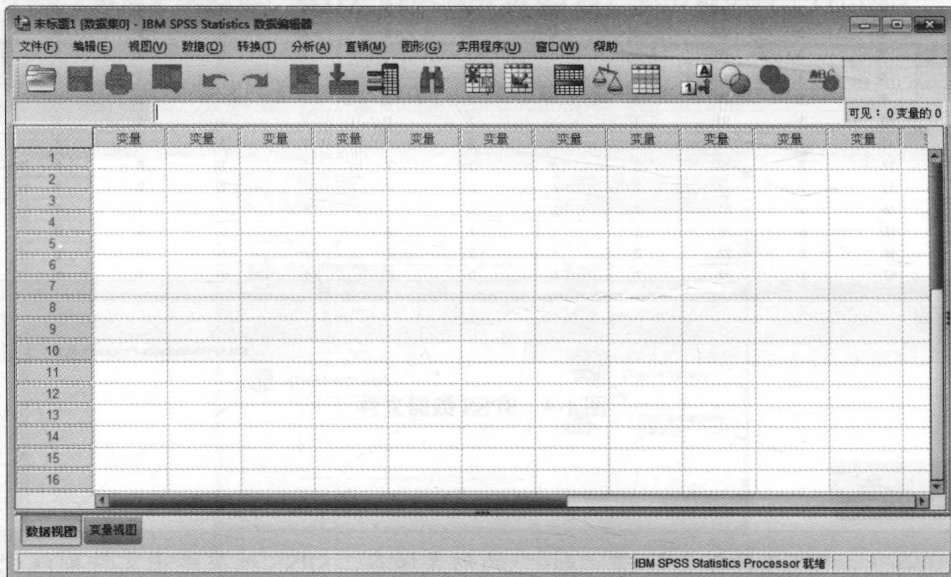 未标题1 [数据集0] - IBM SPSS Statistics 数据编辑器
文件(F) 编辑(E) 视图(V) 数据(D) 转换(T) 分析(A) 直销(M) 图形(G) 实用程序(U) 窗口(W) 帮助
A
1
ABC
可见: 0变量的 0
变量 变量 变量 变量 变量 变量 变量 变量 变量 变量 变量
1
2
3
4
5
6
7
8
9
10
11
12
13
14
15
16
数据视图 变量视图
IBM SPSS Statistics Processor 就绪